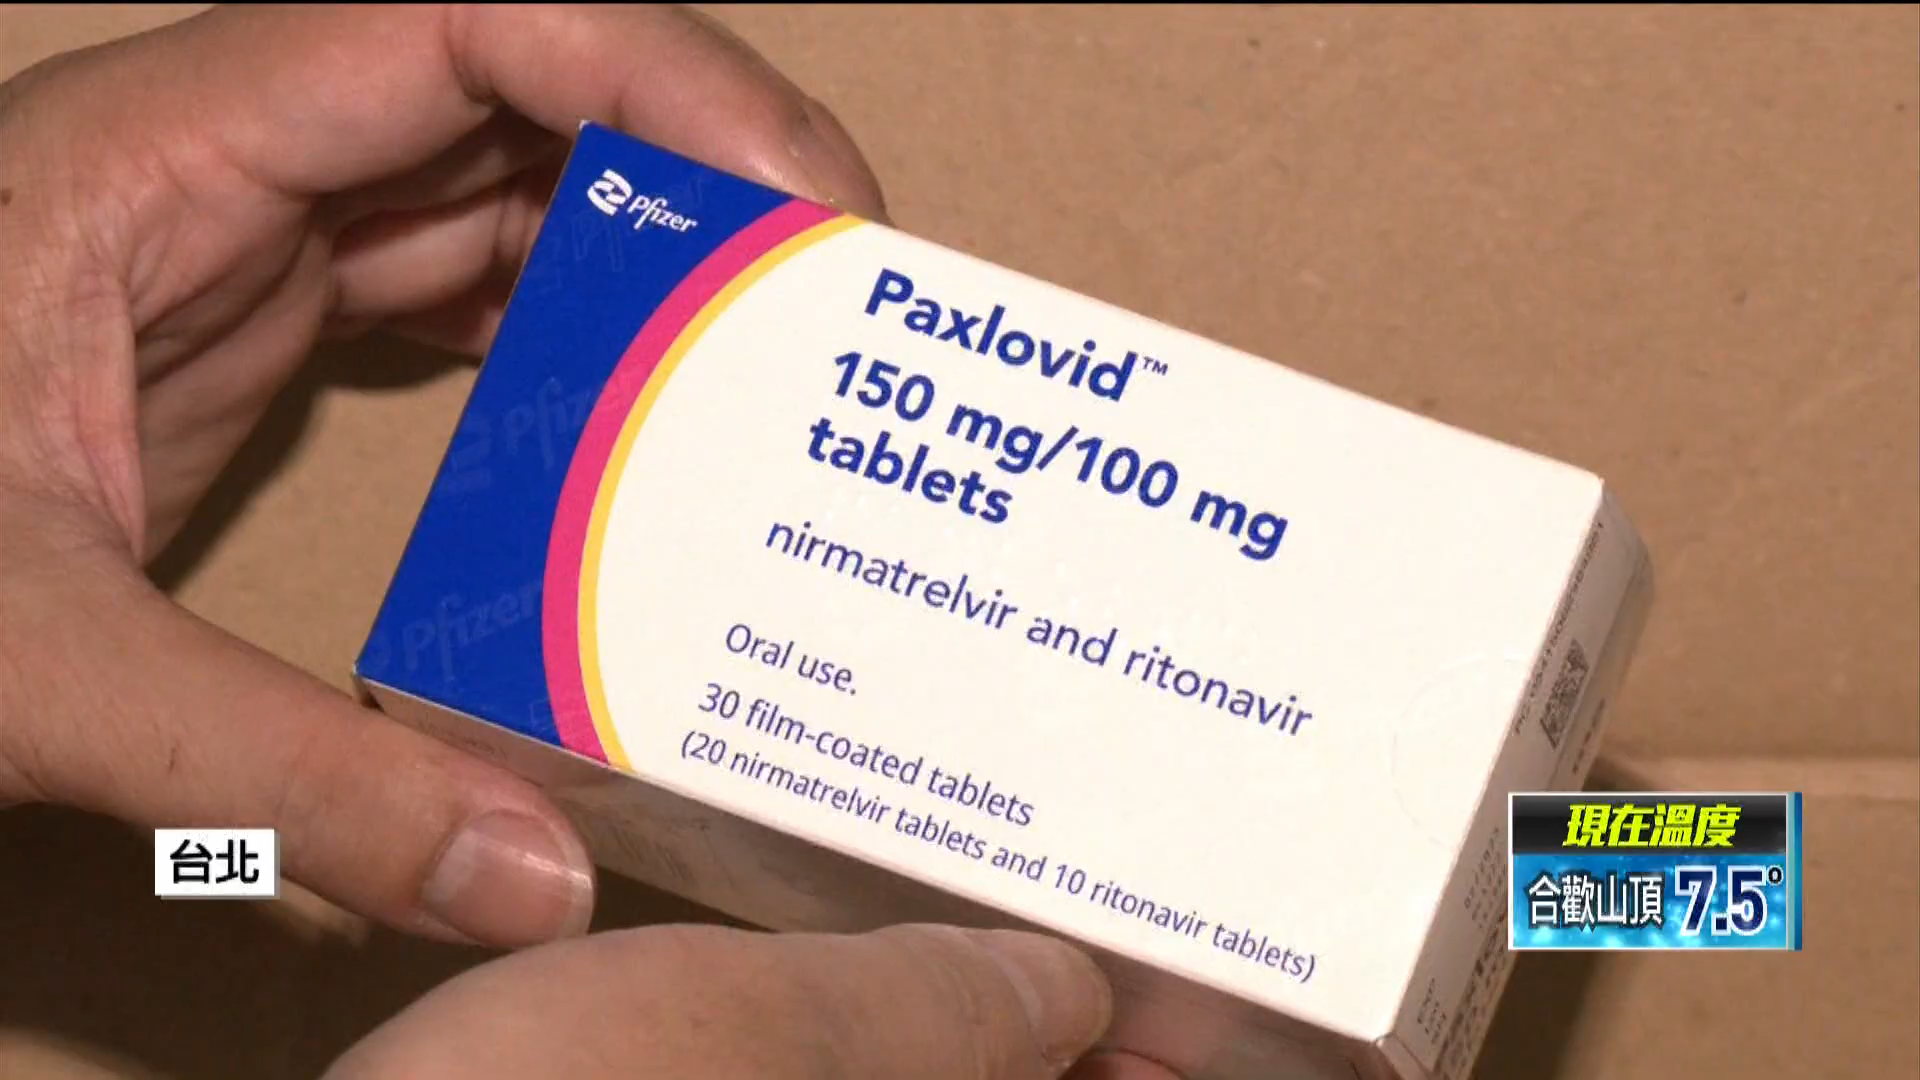 Pfizer
Paxlovid™
150 mg/100 mg
tablets
nirmatrelvir and ritonavir
Oral use.
30 film-coated tablets
(20 nirmatrelvir tablets and 10 ritonavir tablets)
台北
現在溫度
合歡山頂 7.5°